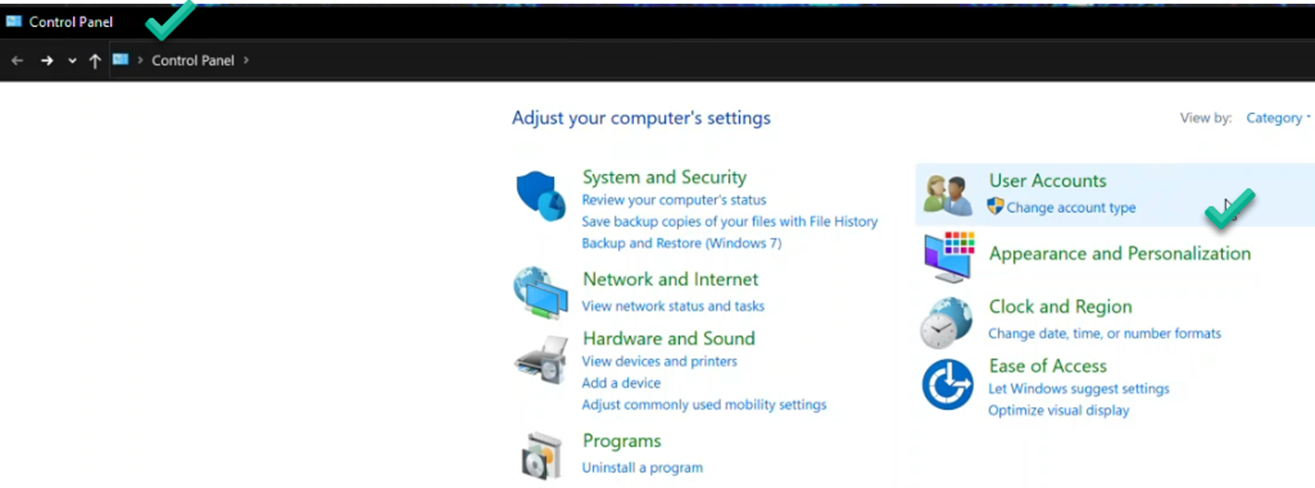 Control Panel
Control Panel
Adjust your computer's settings
View by: Category
System and Security
Review your computer's status
Save backup copies of your files with File History
Backup and Restore (Windows 7)
Network and Internet
View network status and tasks
Hardware and Sound
View devices and printers
Add a device
Adjust commonly used mobility settings
Programs
Uninstall a program
User Accounts
Change account type
Appearance and Personalization
Clock and Region
Change date, time, or number formats
Ease of Access
Let Windows suggest settings
Optimize visual display